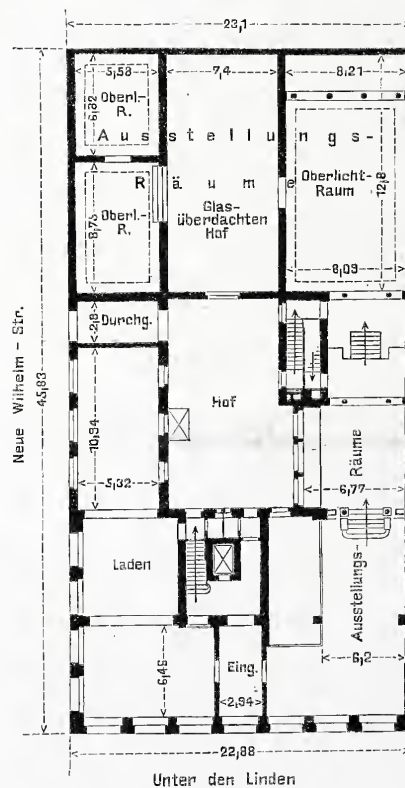 23,1
5,58
7,4
8,21
6,82
Oberl.-
R.
Ausstellungs-
Räume
Oberlicht-
Raum
12,8
8,73
Oberl.-
R.
Glas-
überdachten
Hof
8,09
2,8
Durchg.
Neue Wilhelm-Str.
45,83
Hof
10,94
5,32
Räume
6,77
Laden
Ausstellungs-
6,46
Eing.
2,94
6,2
22,88
Unter den Linden